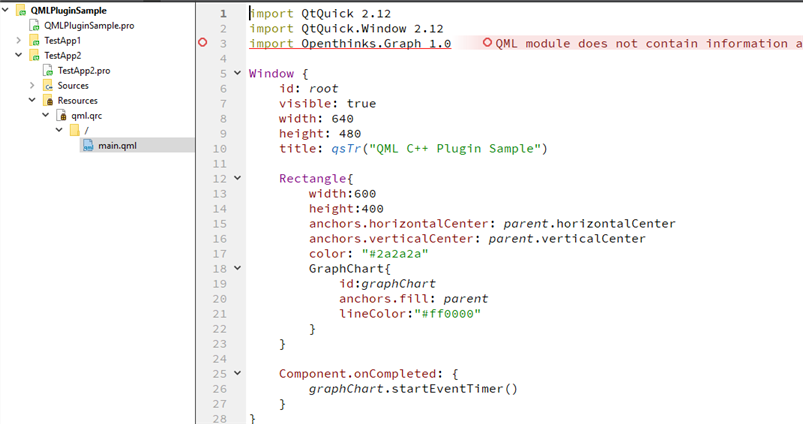 QMLPluginSample
QMLPluginSample.pro
TestApp1
TestApp2
TestApp2.pro
Sources
Resources
qml.qrc
/
main.qml
1 import QtQuick 2.12
2 import QtQuick.Window 2.12
3 import Openthinks.Graph 1.0 QML module does not contain information a
4
5 Window {
6 id: root
7 visible: true
8 width: 640
9 height: 480
10 title: qsTr("QML C++ Plugin Sample")
11
12 Rectangle{
13 width:600
14 height:400
15 anchors.horizontalCenter: parent.horizontalCenter
16 anchors.verticalCenter: parent.verticalCenter
17 color: "#2a2a2a"
18 GraphChart{
19 id:graphChart
20 anchors.fill: parent
21 lineColor:"#ff0000"
22 }
23 }
24
25 Component.onCompleted: {
26 graphChart.startEventTimer()
27 }
28 }